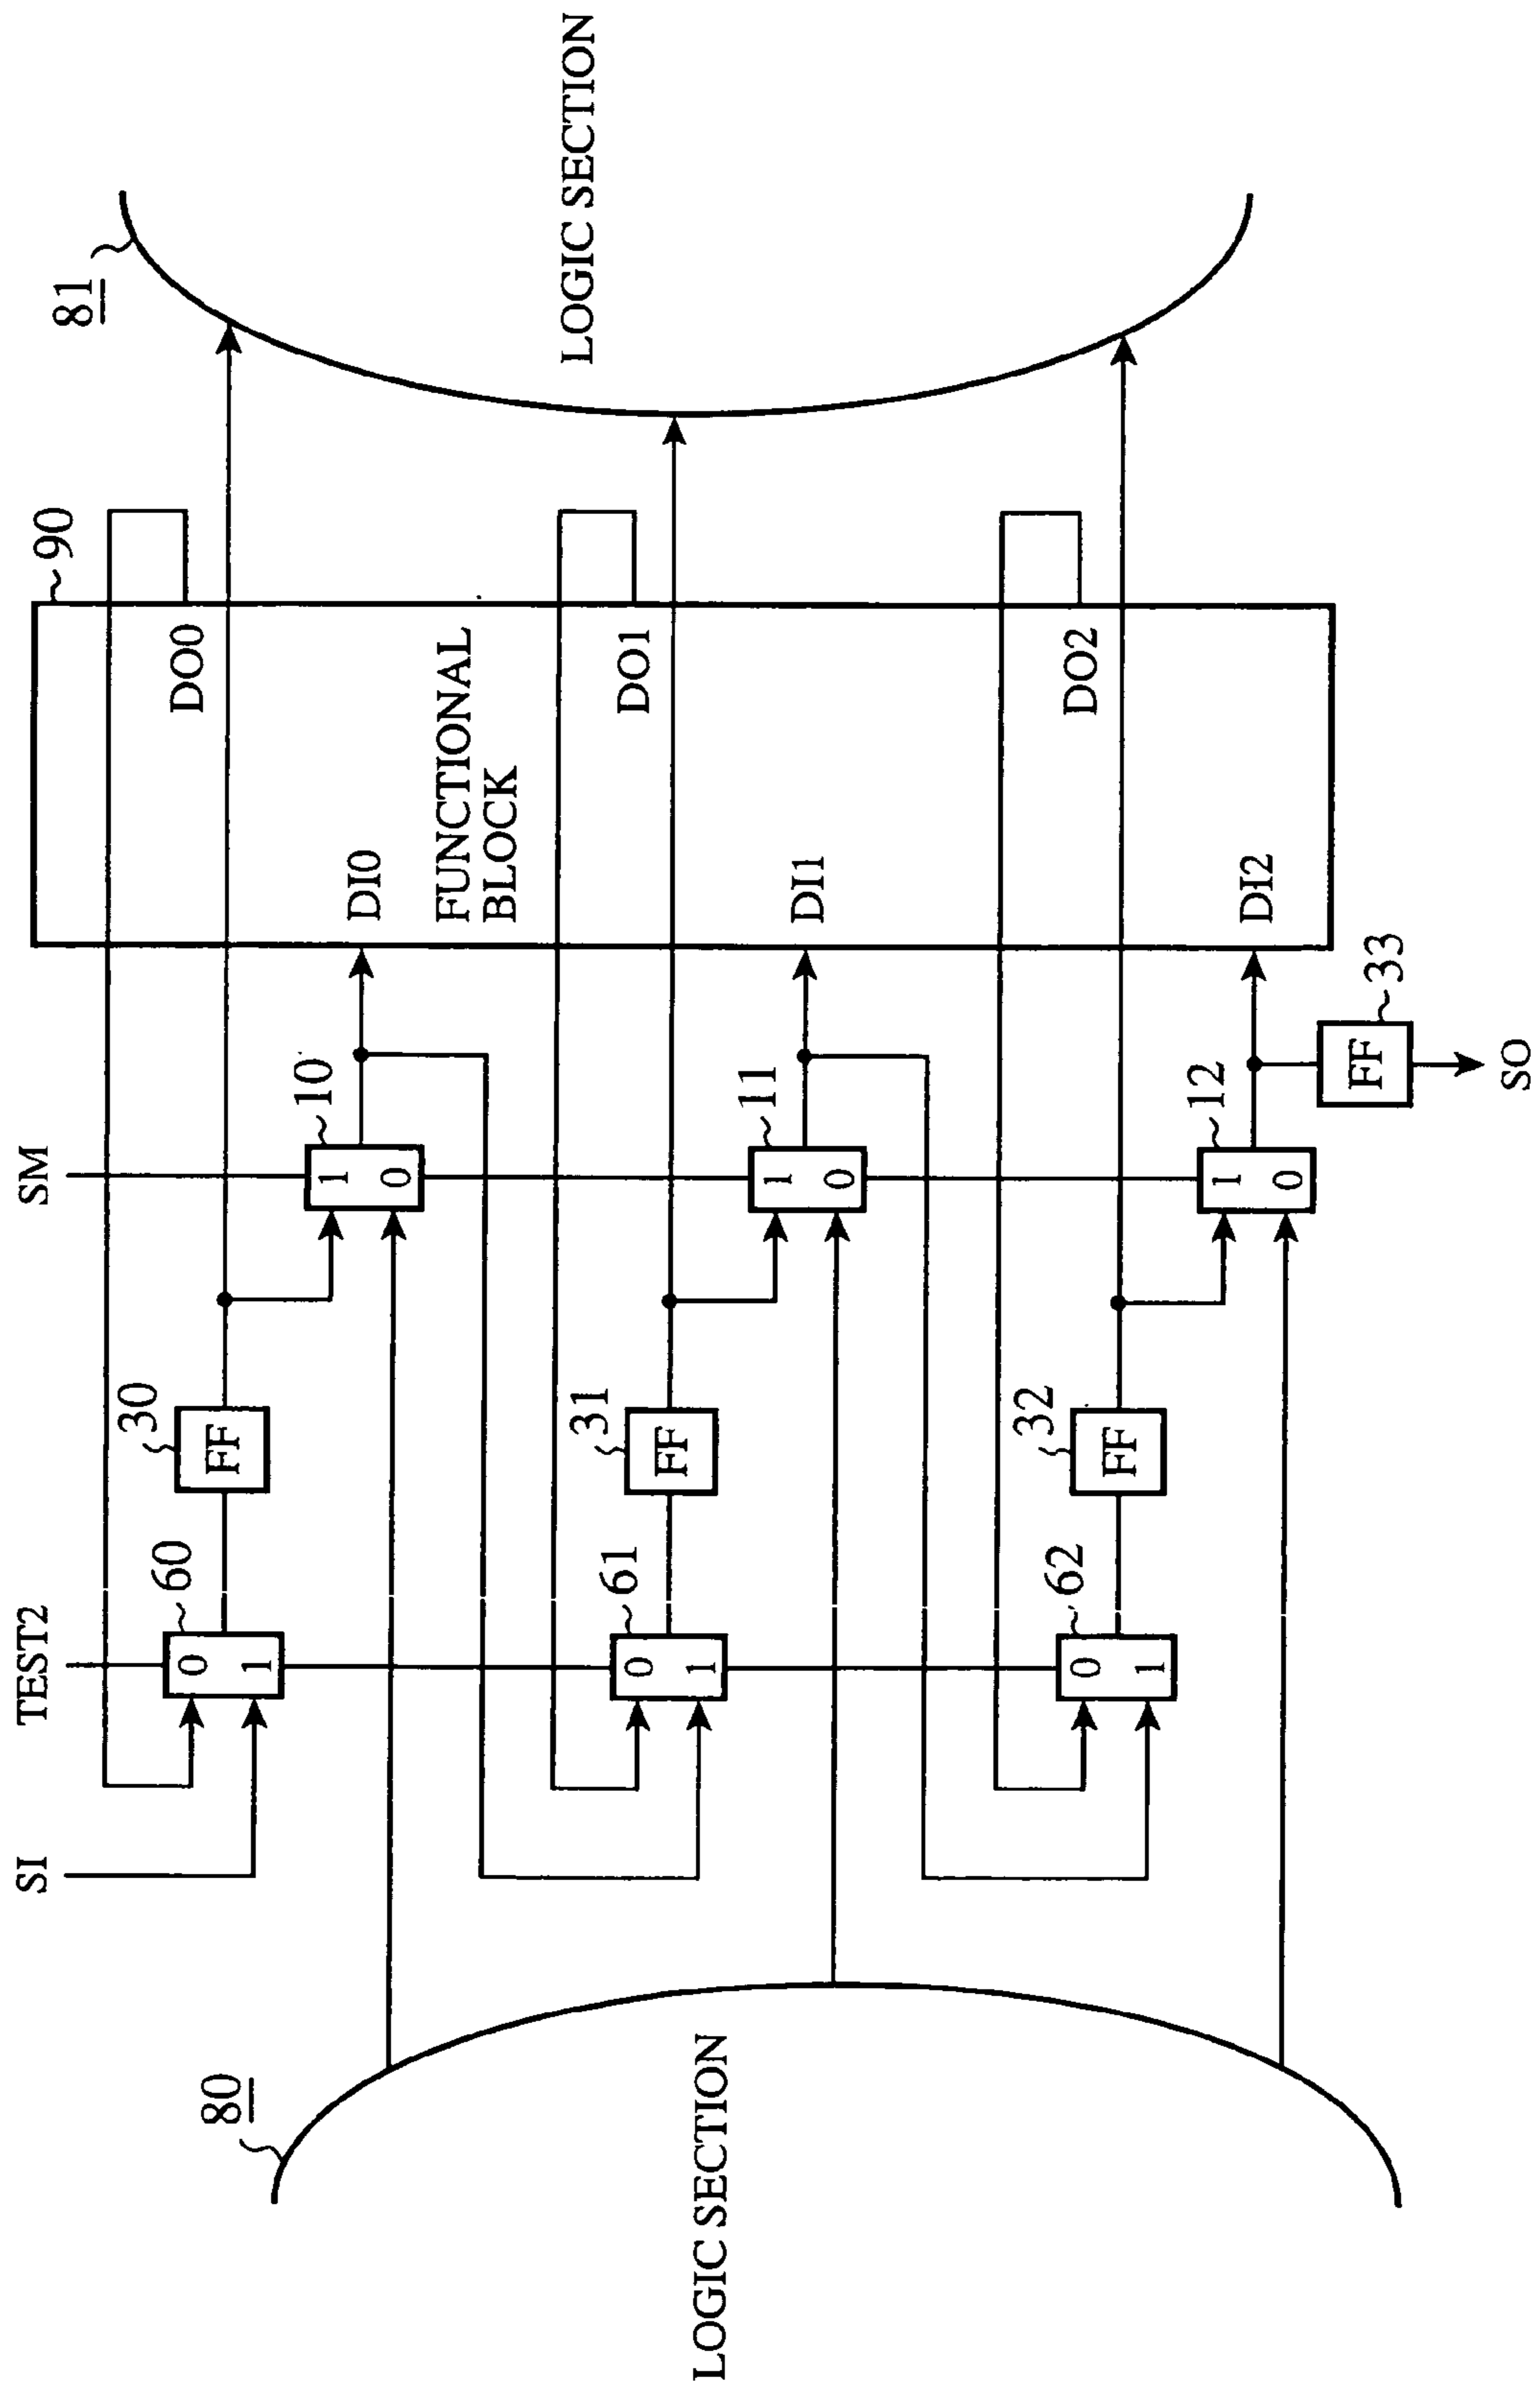 SI
TEST2
SM
90
81
60
0
1
30
FF
10
1
0
DI0
DO0
FUNCTIONAL
BLOCK
LOGIC SECTION
80
LOGIC SECTION
61
0
1
31
FF
11
1
0
DI1
DO1
62
0
1
32
FF
12
1
0
DI2
DO2
FF
33
SO